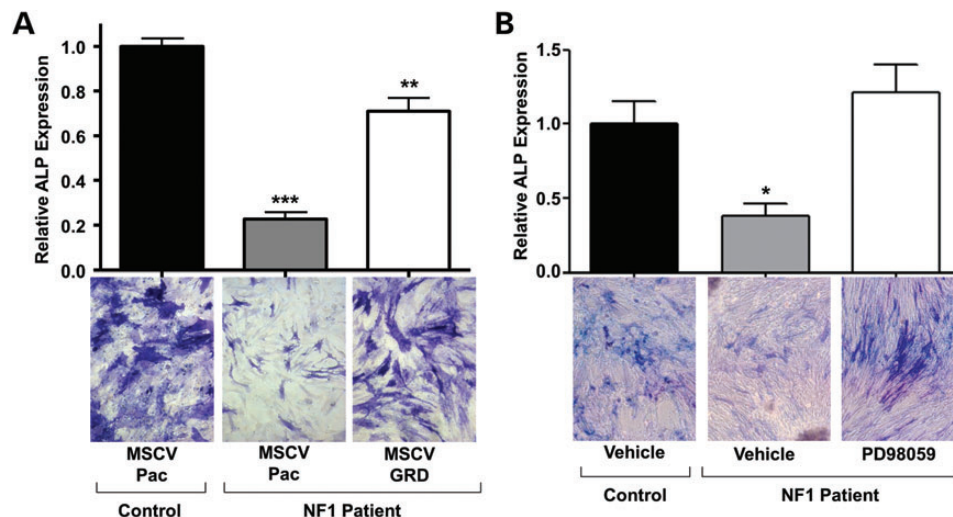 A
Relative ALP Expression
1.0
0.8
0.6
0.4
0.2
0.0
***
**
MSCV
Pac
MSCV
Pac
MSCV
GRD
Control
NF1 Patient
B
Relative ALP Expression
1.5
1.0
0.5
0.0
*
Vehicle
Vehicle
PD98059
Control
NF1 Patient